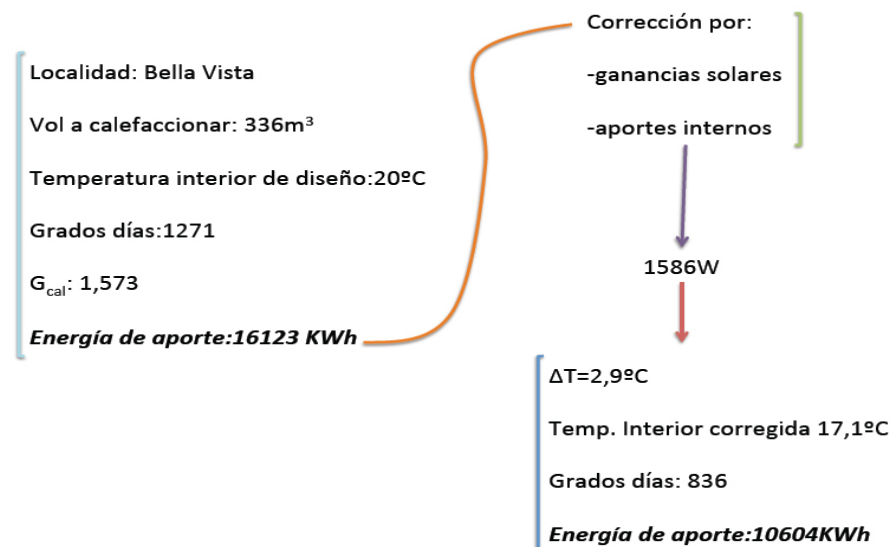 Localidad: Bella Vista
Vol a calefaccionar: 336m³
Temperatura interior de diseño:20ºC
Grados días:1271
Gcal: 1,573
Energía de aporte:16123 KWh
Corrección por:
-ganancias solares
-aportes internos
1586W
ΔT=2,9ºC
Temp. Interior corregida 17,1ºC
Grados días: 836
Energía de aporte:10604KWh